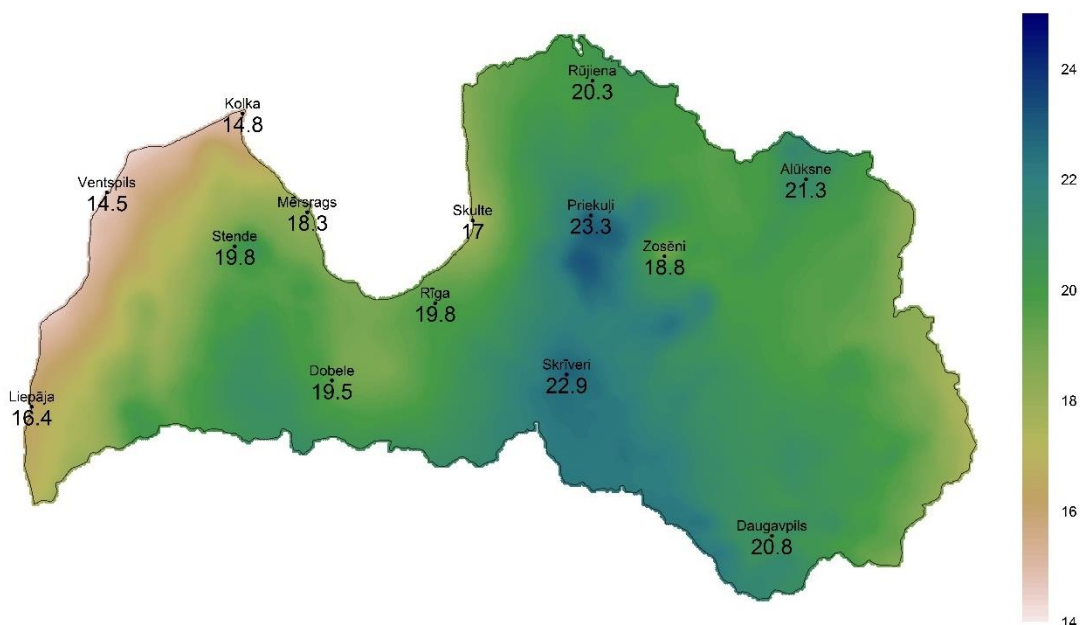 Rūjiena
20.3
Koļka
14.8
Alūksne
21.3
Ventspils
14.5
Mērsrags
18.3
Skulte
17
Priekuļi
23.3
Stende
19.8
Zosēni
18.8
Rīga
19.8
Skrīveri
22.9
Dobele
19.5
Liepāja
16.4
Daugavpils
20.8
24
22
20
18
16
14